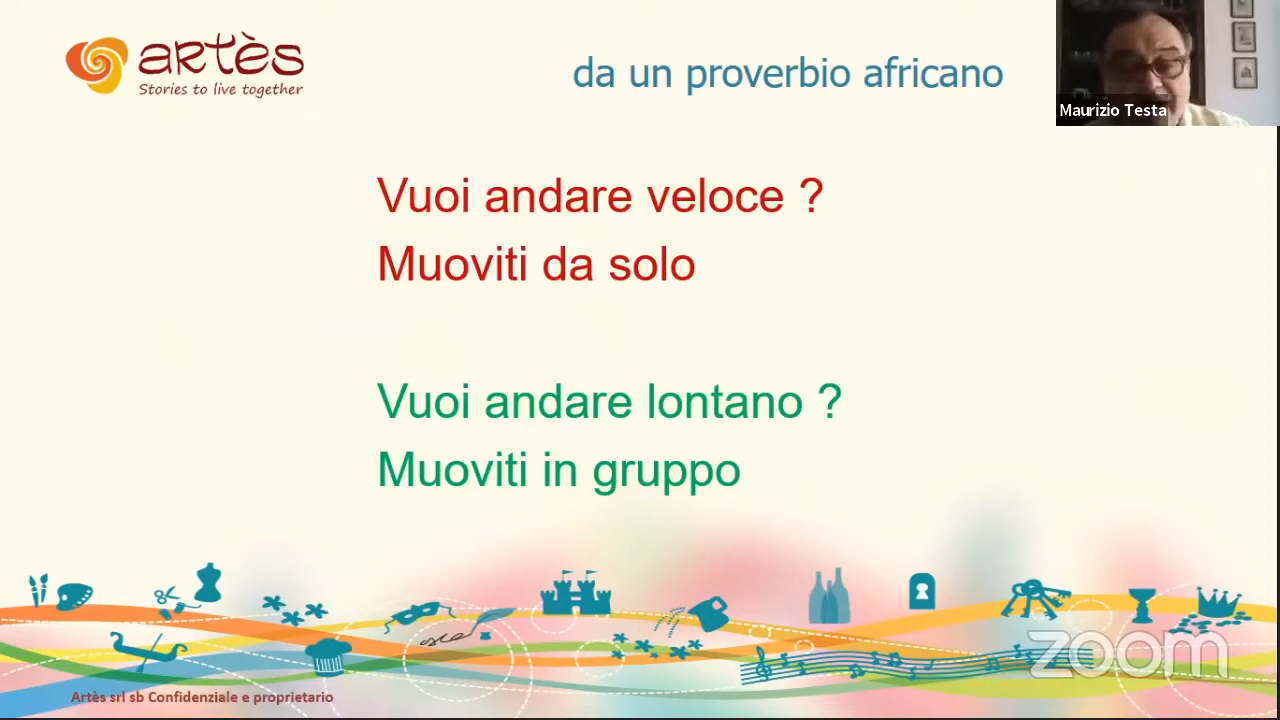 artès
Stories to live together
da un proverbio africano
Maurizio Testa
Vuoi andare veloce ?
Muoviti da solo
Vuoi andare lontano ?
Muoviti in gruppo
zoom
Artès srl sb Confidenziale e proprietario